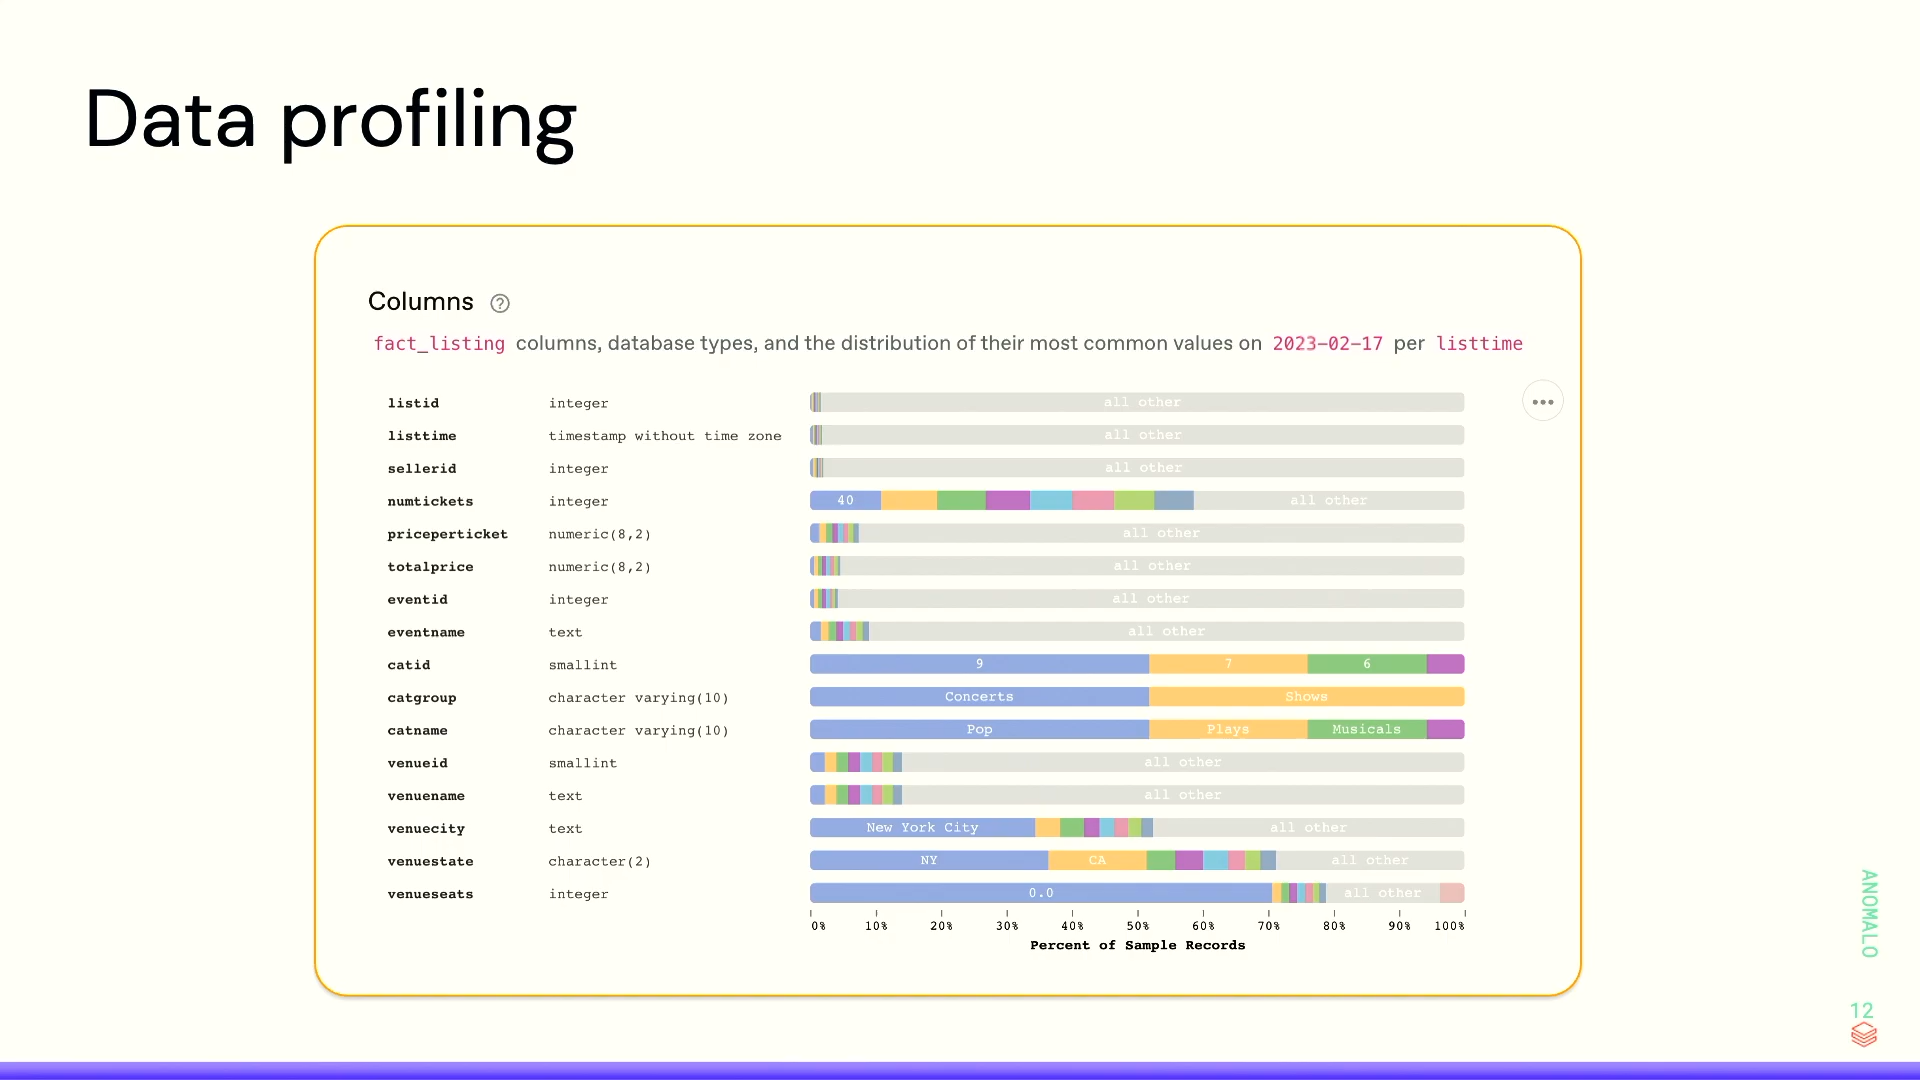 Data profiling
Columns ?
fact_listing columns, database types, and the distribution of their most common values on 2023-02-17 per listtime
listid integer all other
listtime timestamp without time zone all other
sellerid integer all other
numtickets integer 40 all other
priceperticket numeric(8,2) all other
totalprice numeric(8,2) all other
eventid integer all other
eventname text all other
catid smallint 9 7 6
catgroup character varying(10) Concerts Shows
catname character varying(10) Pop Plays Musicals
venueid smallint all other
venuename text all other
venuecity text New York City all other
venuestate character(2) NY CA all other
venueseats integer 0.0 all other
0% 10% 20% 30% 40% 50% 60% 70% 80% 90% 100%
Percent of Sample Records
ANOMALO
12